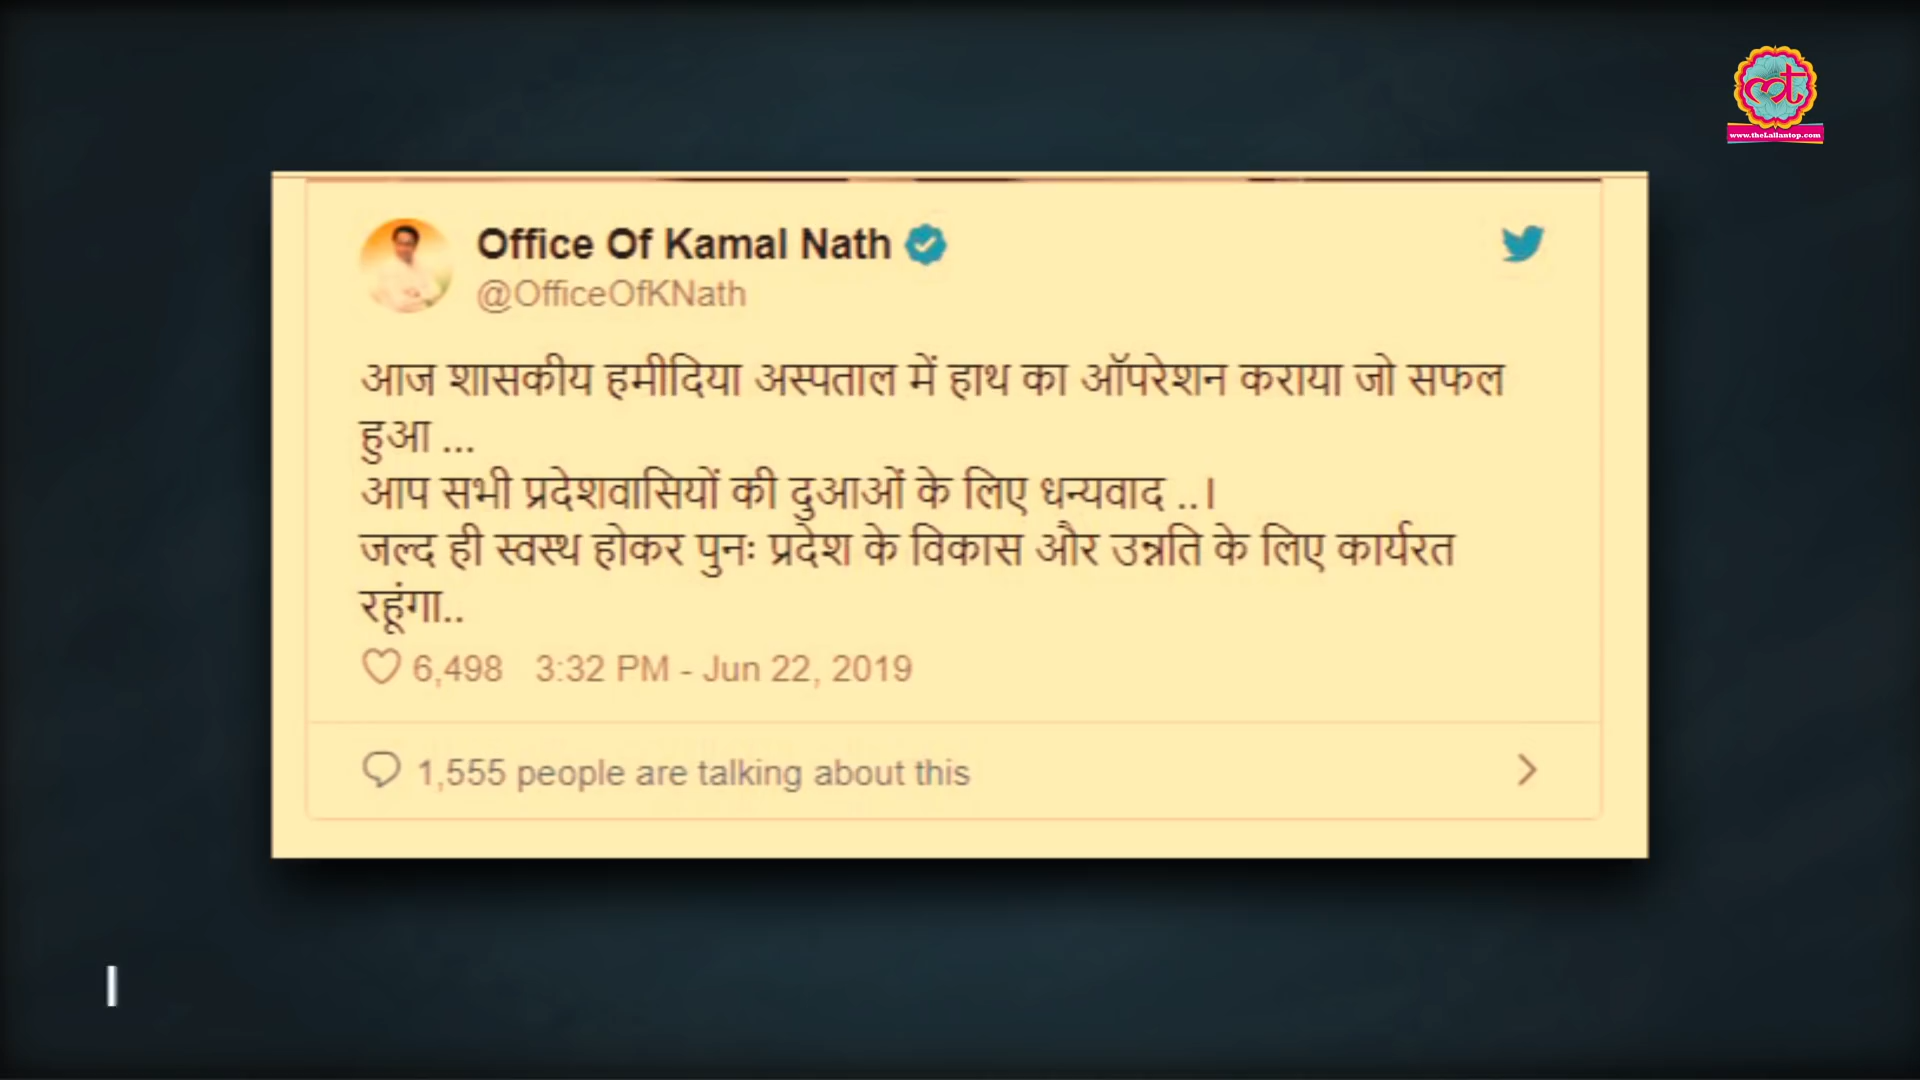 www.theLallantop.com
Office Of Kamal Nath
@OfficeOfKNath
आज शासकीय हमीदिया अस्पताल में हाथ का ऑपरेशन कराया जो सफल
हुआ ...
आप सभी प्रदेशवासियों की दुआओं के लिए धन्यवाद ..।
जल्द ही स्वस्थ होकर पुनः प्रदेश के विकास और उन्नति के लिए कार्यरत
रहूंगा..
6,498 3:32 PM - Jun 22, 2019
1,555 people are talking about this